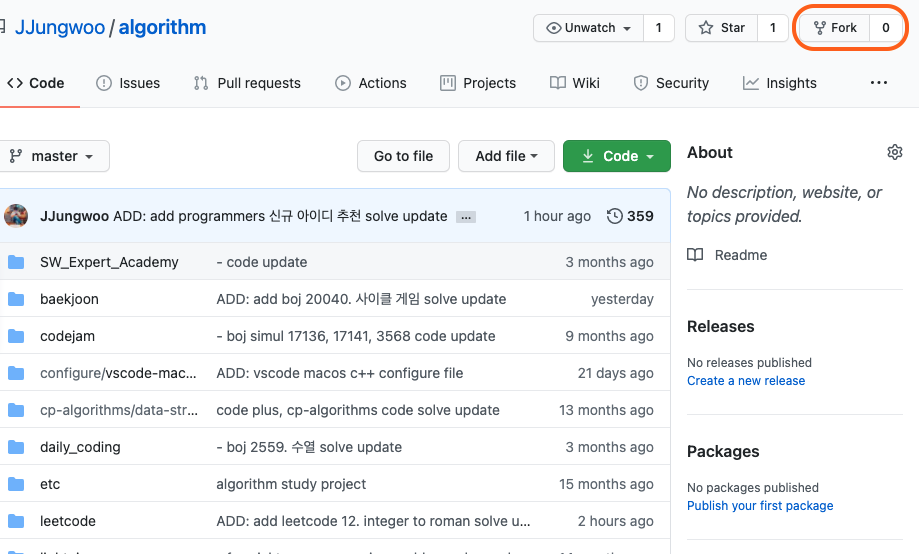 JJungwoo / algorithm
Unwatch 1 Star 1 Fork 0
<> Code Issues Pull requests Actions Projects Wiki Security Insights ...
master Go to file Add file Code
JJungwoo ADD: add programmers 신규 아이디 추천 solve update ... 1 hour ago 359
SW_Expert_Academy - code update 3 months ago
baekjoon ADD: add boj 20040. 사이클 게임 solve update yesterday
codejam - boj simul 17136, 17141, 3568 code update 9 months ago
configure/vscode-mac... ADD: vscode macos c++ configure file 21 days ago
cp-algorithms/data-str... code plus, cp-algorithms code solve update 13 months ago
daily_coding - boj 2559. 수열 solve update 3 months ago
etc algorithm study project 15 months ago
leetcode ADD: add leetcode 12. integer to roman solve u... 2 hours ago
About
No description, website, or
topics provided.
Readme
Releases
No releases published
Create a new release
Packages
No packages published
Publish your first package